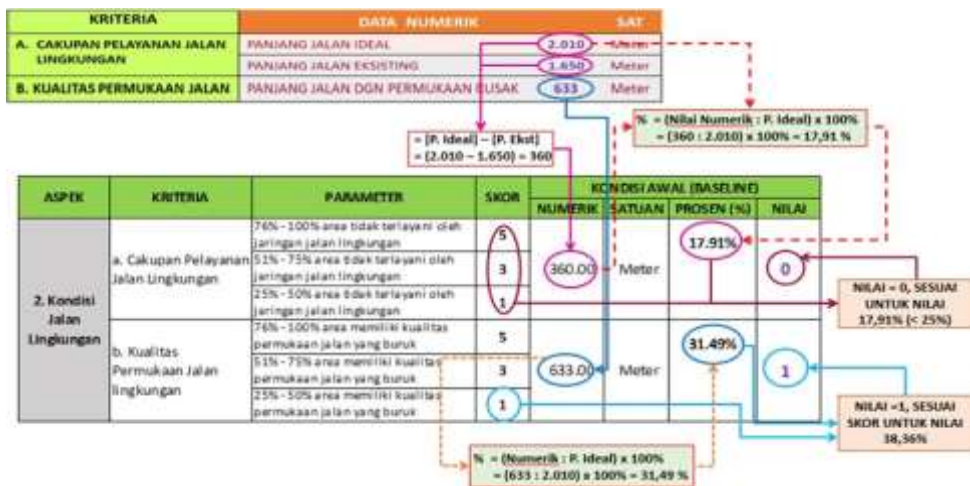 KRITERIA DATA NUMERIK SAT
A. CAKUPAN PELAYANAN JALAN LINGKUNGAN
PANJANG JALAN IDEAL 2.010 Meter
PANJANG JALAN EKSISTING 1.650 Meter
B. KUALITAS PERMUKAAN JALAN PANJANG JALAN DGN PERMUKAAN RUSAK 633 Meter
% = (Nilai Numerik : P. Ideal) x 100%
= (360 : 2.010) x 100% = 17,91 %
= [P. Ideal] – [P. Ekst]
= (2.010 – 1.650) = 360
ASPEK KRITERIA PARAMETER SKOR KONDISI AWAL (BASELINE)
NUMERIK SATUAN PROSEN (%) NILAI
2. Kondisi Jalan Lingkungan
a. Cakupan Pelayanan Jalan Lingkungan
76% - 100% area tidak terlayani oleh
jaringan jalan lingkungan
5
51% - 75% area tidak terlayani oleh
jaringan jalan lingkungan
3
25% - 50% area tidak terlayani oleh
jaringan jalan lingkungan
1
360.00 Meter 17.91% 0
NILAI = 0, SESUAI
UNTUK NILAI
17,91% (< 25%)
b. Kualitas
Permukaan Jalan
lingkungan
76% - 100% area memiliki kualitas
permukaan jalan yang buruk
5
51% - 75% area memiliki kualitas
permukaan jalan yang buruk
3
25% - 50% area memiliki kualitas
permukaan jalan yang buruk
1
633.00 Meter 31.49% 1
NILAI =1, SESUAI
SKOR UNTUK NILAI
38,36%
% = (Numerik : P. Ideal) x 100%
= (633 : 2.010) x 100% = 31,49 %